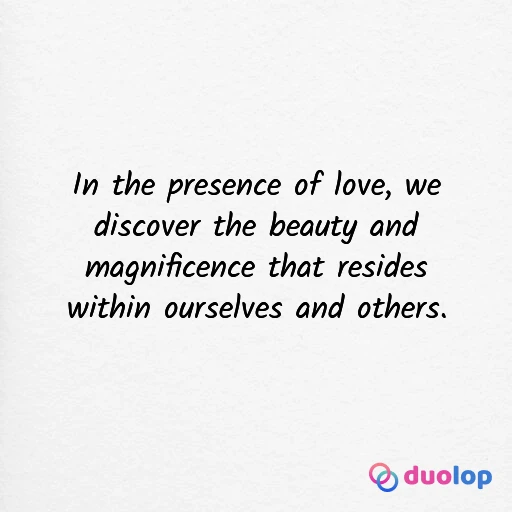 In the presence of love, we
discover the beauty and
magnificence that resides
within ourselves and others.
duolop